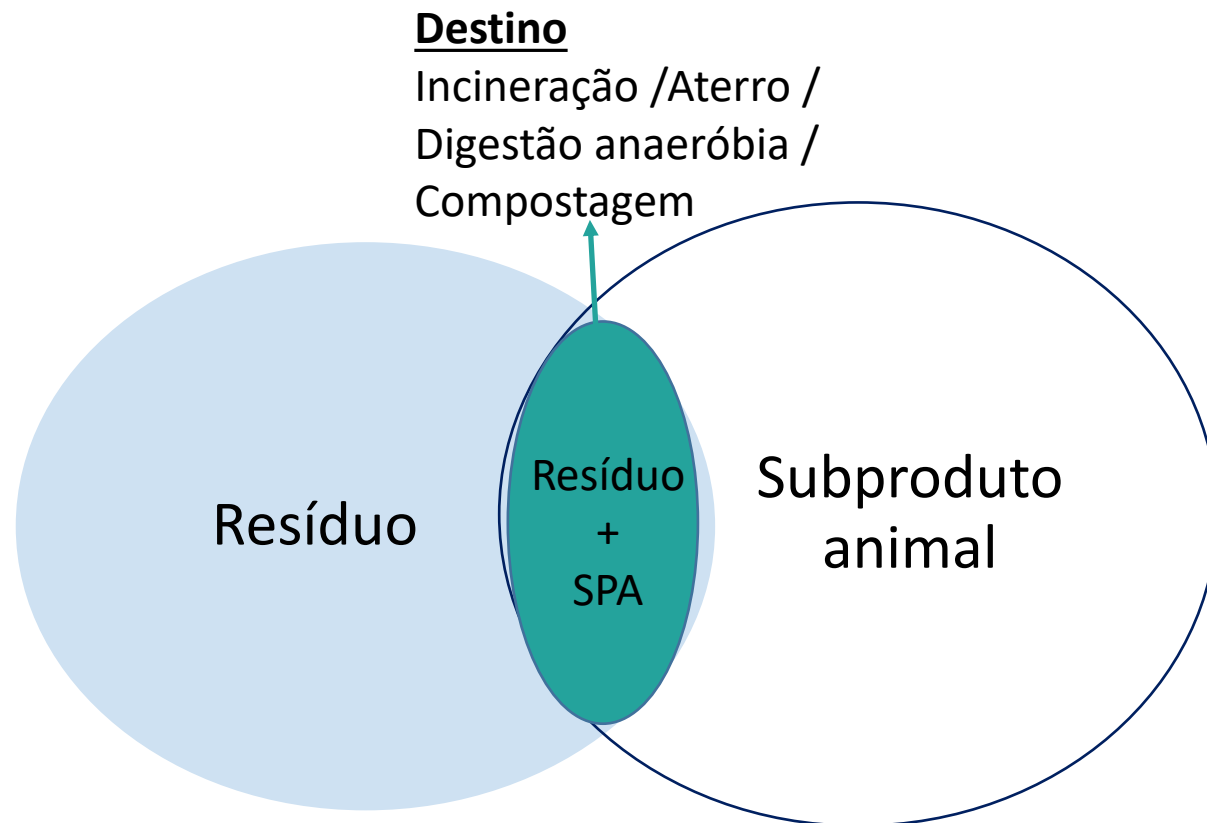 Destino
Incineração /Aterro /
Digestão anaeróbia /
Compostagem
Resíduo
Resíduo
+
SPA
Subproduto
animal